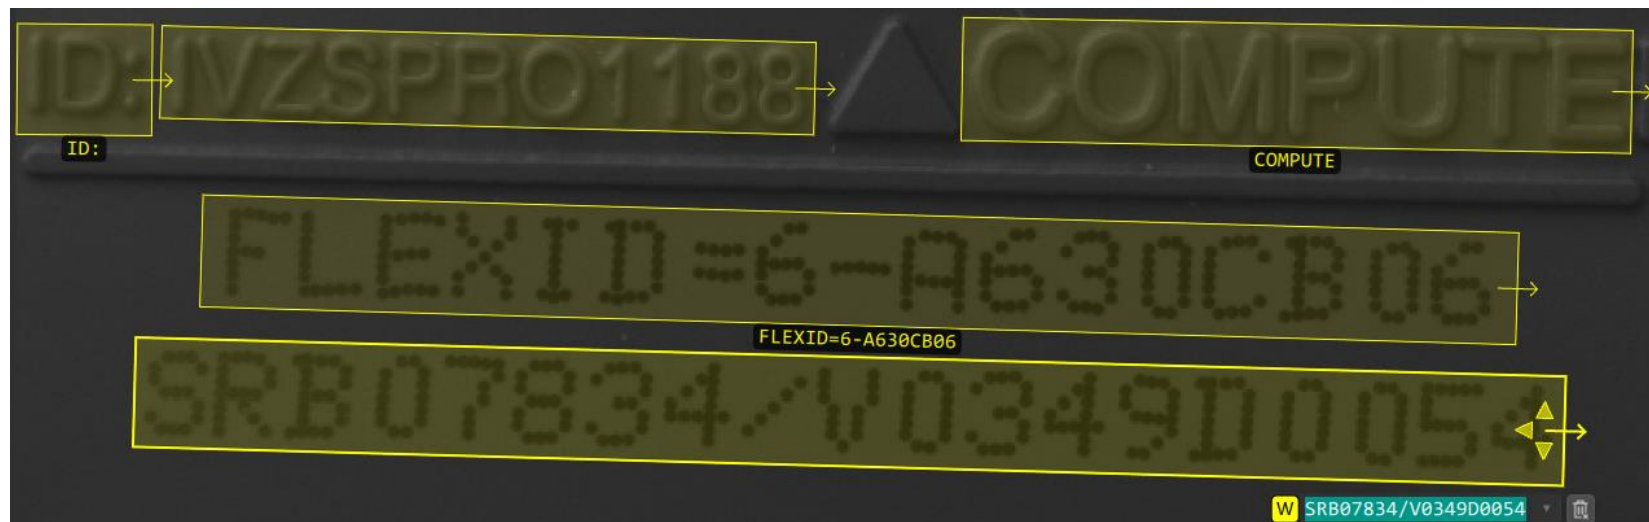 ID: IVZSPRO1188 COMPUTE
ID:
COMPUTE
FLEXID=6-A630CB06
FLEXID=6-A630CB06
SRB07834/V0349D0054
W SRB07834/V0349D0054